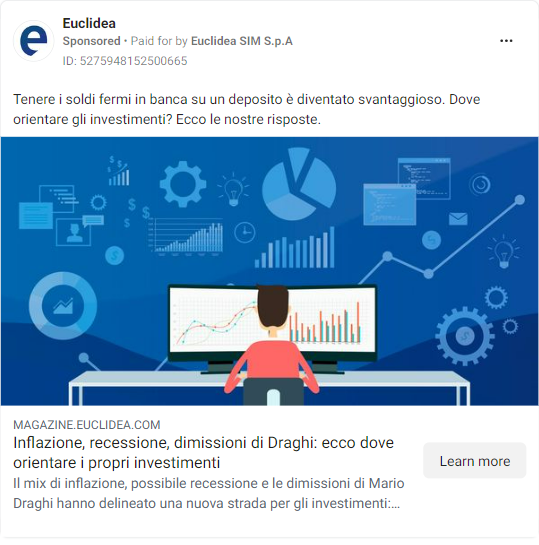 Euclidea
Sponsored • Paid for by Euclidea SIM S.p.A
ID: 5275948152500665
Tenere i soldi fermi in banca su un deposito è diventato svantaggioso. Dove
orientare gli investimenti? Ecco le nostre risposte.
MAGAZINE.EUCLIDEA.COM
Inflazione, recessione, dimissioni di Draghi: ecco dove
orientare i propri investimenti
Learn more
Il mix di inflazione, possibile recessione e le dimissioni di Mario
Draghi hanno delineato una nuova strada per gli investimenti:...